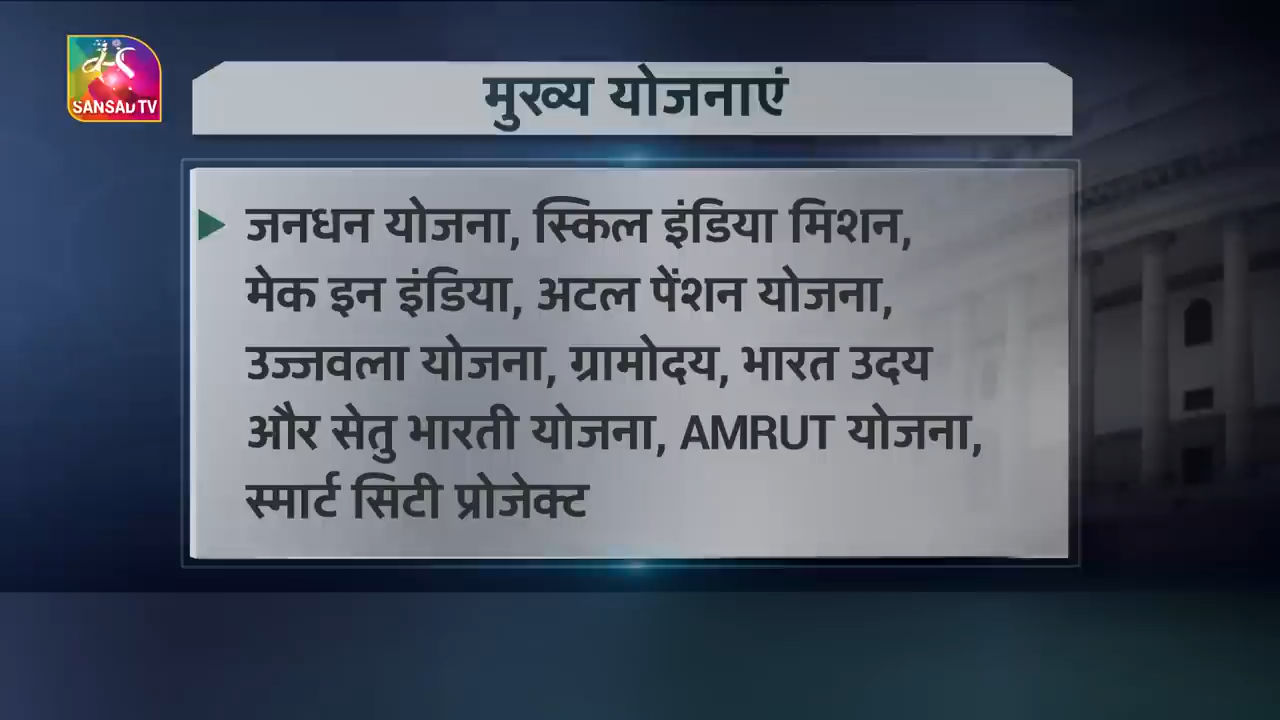 SANSAD TV
मुख्य योजनाएं
जनधन योजना, स्किल इंडिया मिशन,
मेक इन इंडिया, अटल पेंशन योजना,
उज्जवला योजना, ग्रामोदय, भारत उदय
और सेतु भारती योजना, AMRUT योजना,
स्मार्ट सिटी प्रोजेक्ट